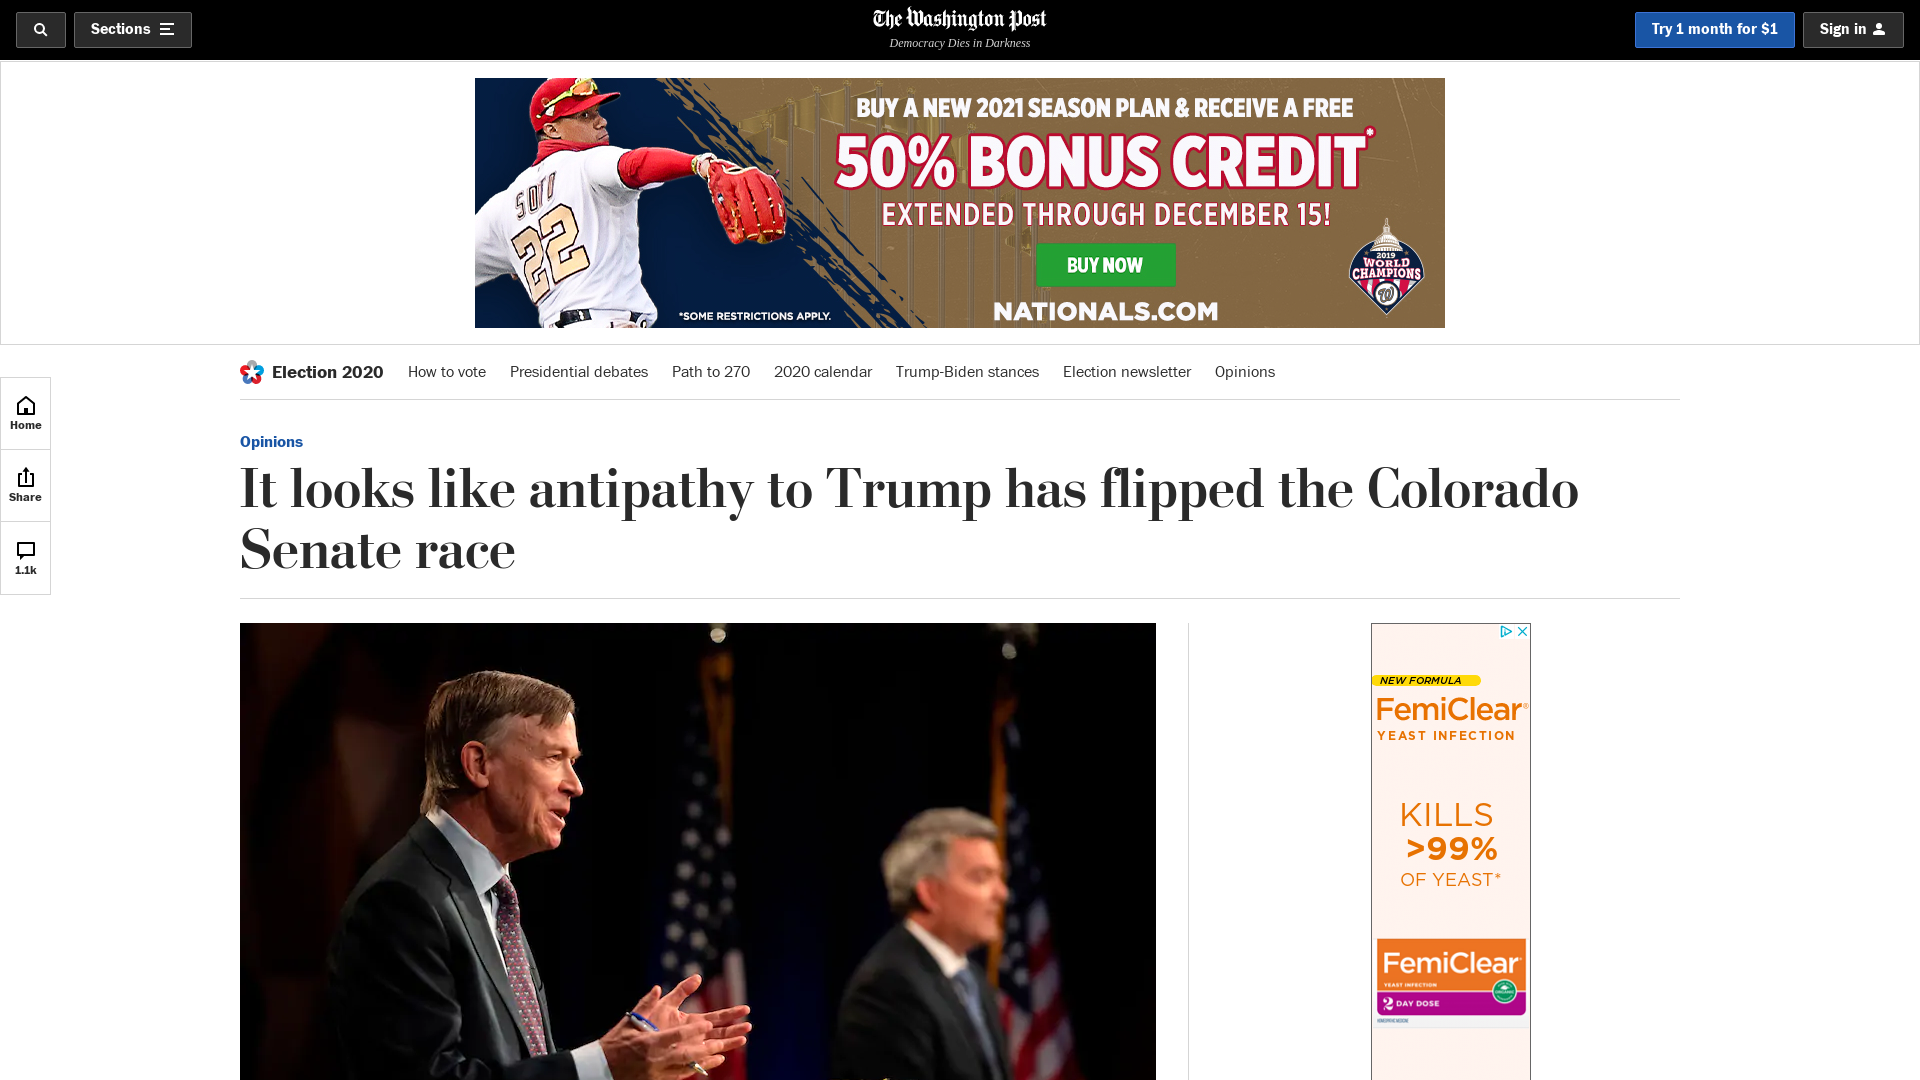 Sections
The Washington Post
Democracy Dies in Darkness
Try 1 month for $1
Sign in
BUY A NEW 2021 SEASON PLAN & RECEIVE A FREE
50% BONUS CREDIT*
EXTENDED THROUGH DECEMBER 15!
BUY NOW
NATIONALS.COM
*SOME RESTRICTIONS APPLY.
SOTO
22
2019
WORLD
CHAMPIONS
W
Election 2020
How to vote
Presidential debates
Path to 270
2020 calendar
Trump-Biden stances
Election newsletter
Opinions
Home
Share
1.1k
Opinions
It looks like antipathy to Trump has flipped the Colorado
Senate race
NEW FORMULA
FemiClear®
YEAST INFECTION
KILLS
>99%
OF YEAST*
FemiClear
YEAST INFECTION
ORGANIC
2 DAY DOSE